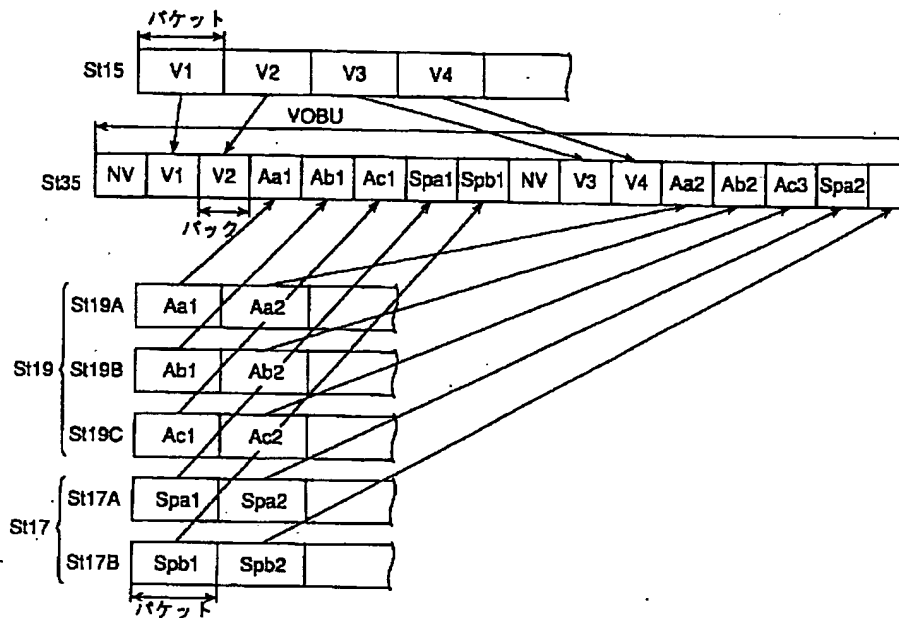 パケット
St15 V1 V2 V3 V4
VOBU
St35 NV V1 V2 Aa1 Ab1 Ac1 Spa1 Spb1 NV V3 V4 Aa2 Ab2 Ac3 Spa2
パック
St19A Aa1 Aa2
St19 St19B Ab1 Ab2
St19C Ac1 Ac2
St17A Spa1 Spa2
St17
St17B Spb1 Spb2
パケット